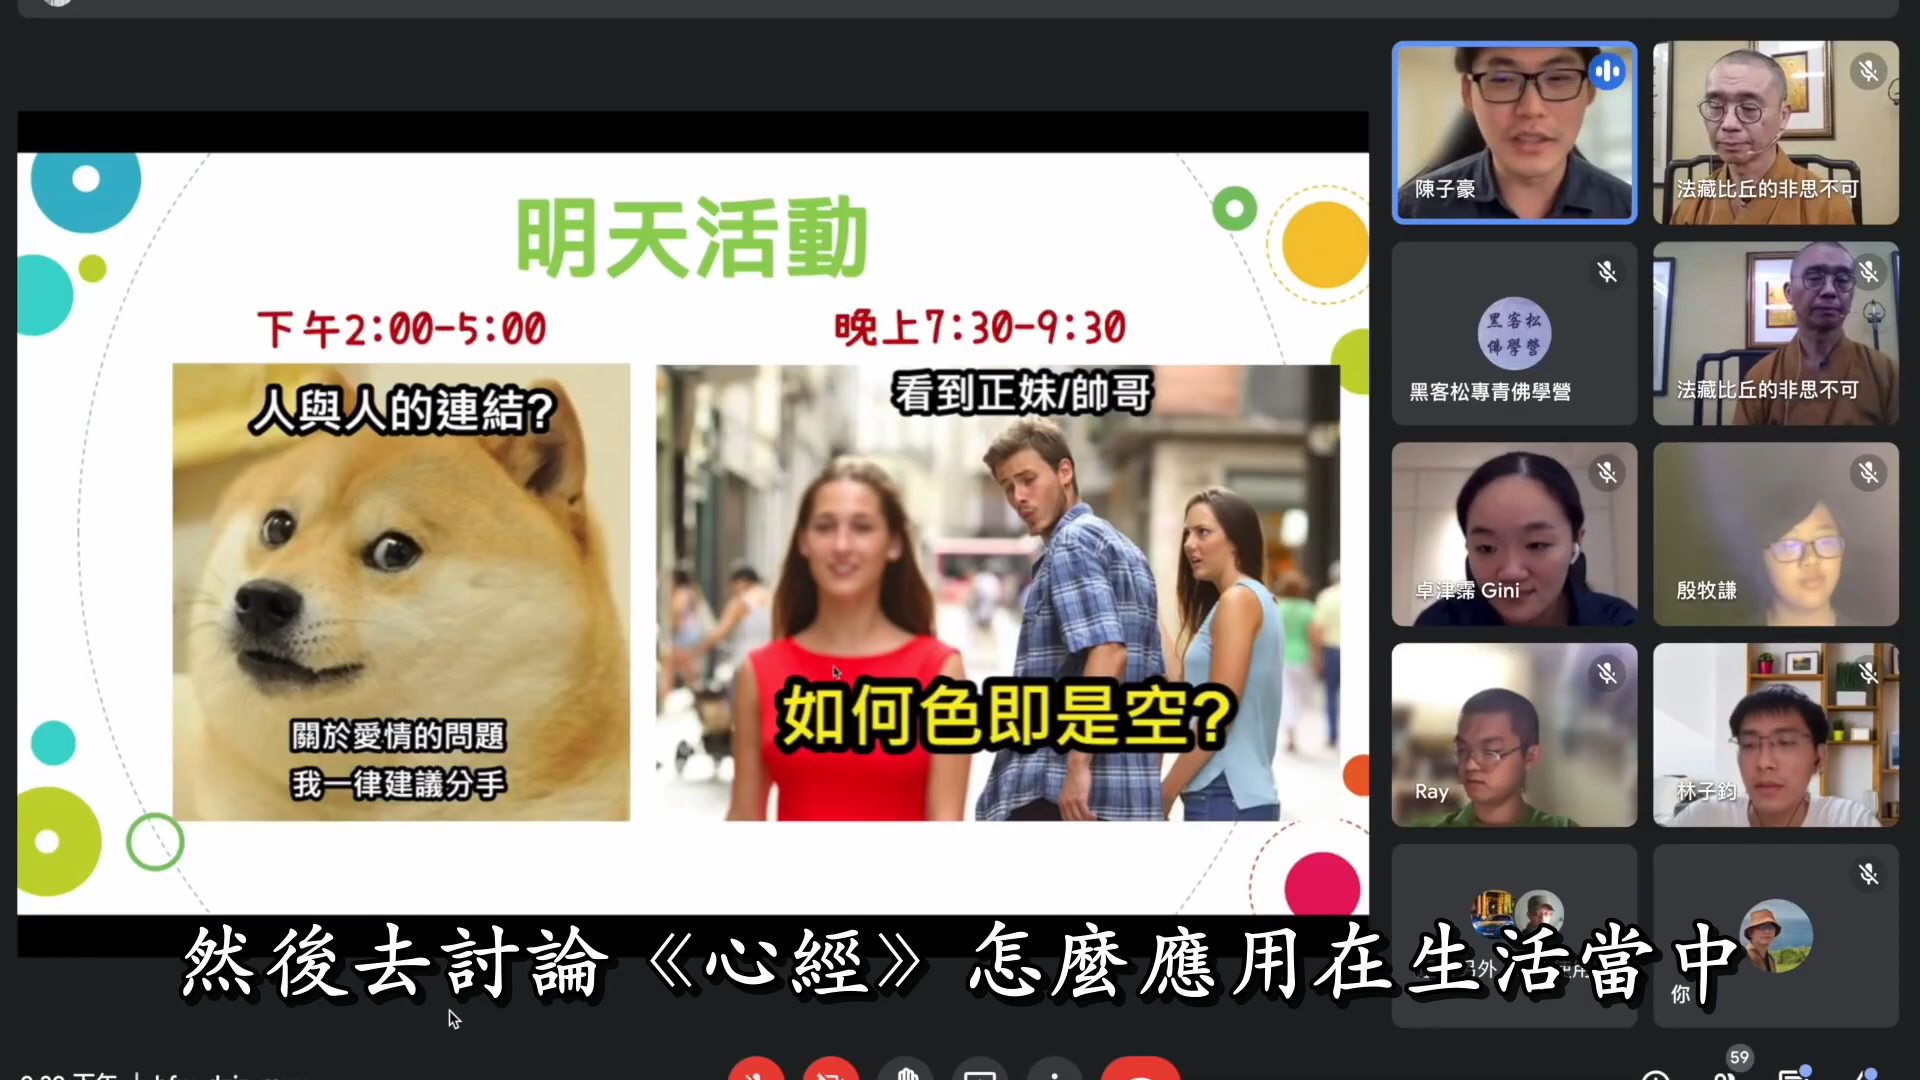 明天活動
下午2:00-5:00
晚上7:30-9:30
人與人的連結?
關於愛情的問題
我一律建議分手
看到正妹/帥哥
如何色即是空?
陳子豪
法藏比丘的非思不可
黑客松
佛學營
黑客松專青佛學營
法藏比丘的非思不可
卓津霈 Gini
殷牧謙
Ray
林子鈞
你
然後去討論《心經》怎麼應用在生活當中
59